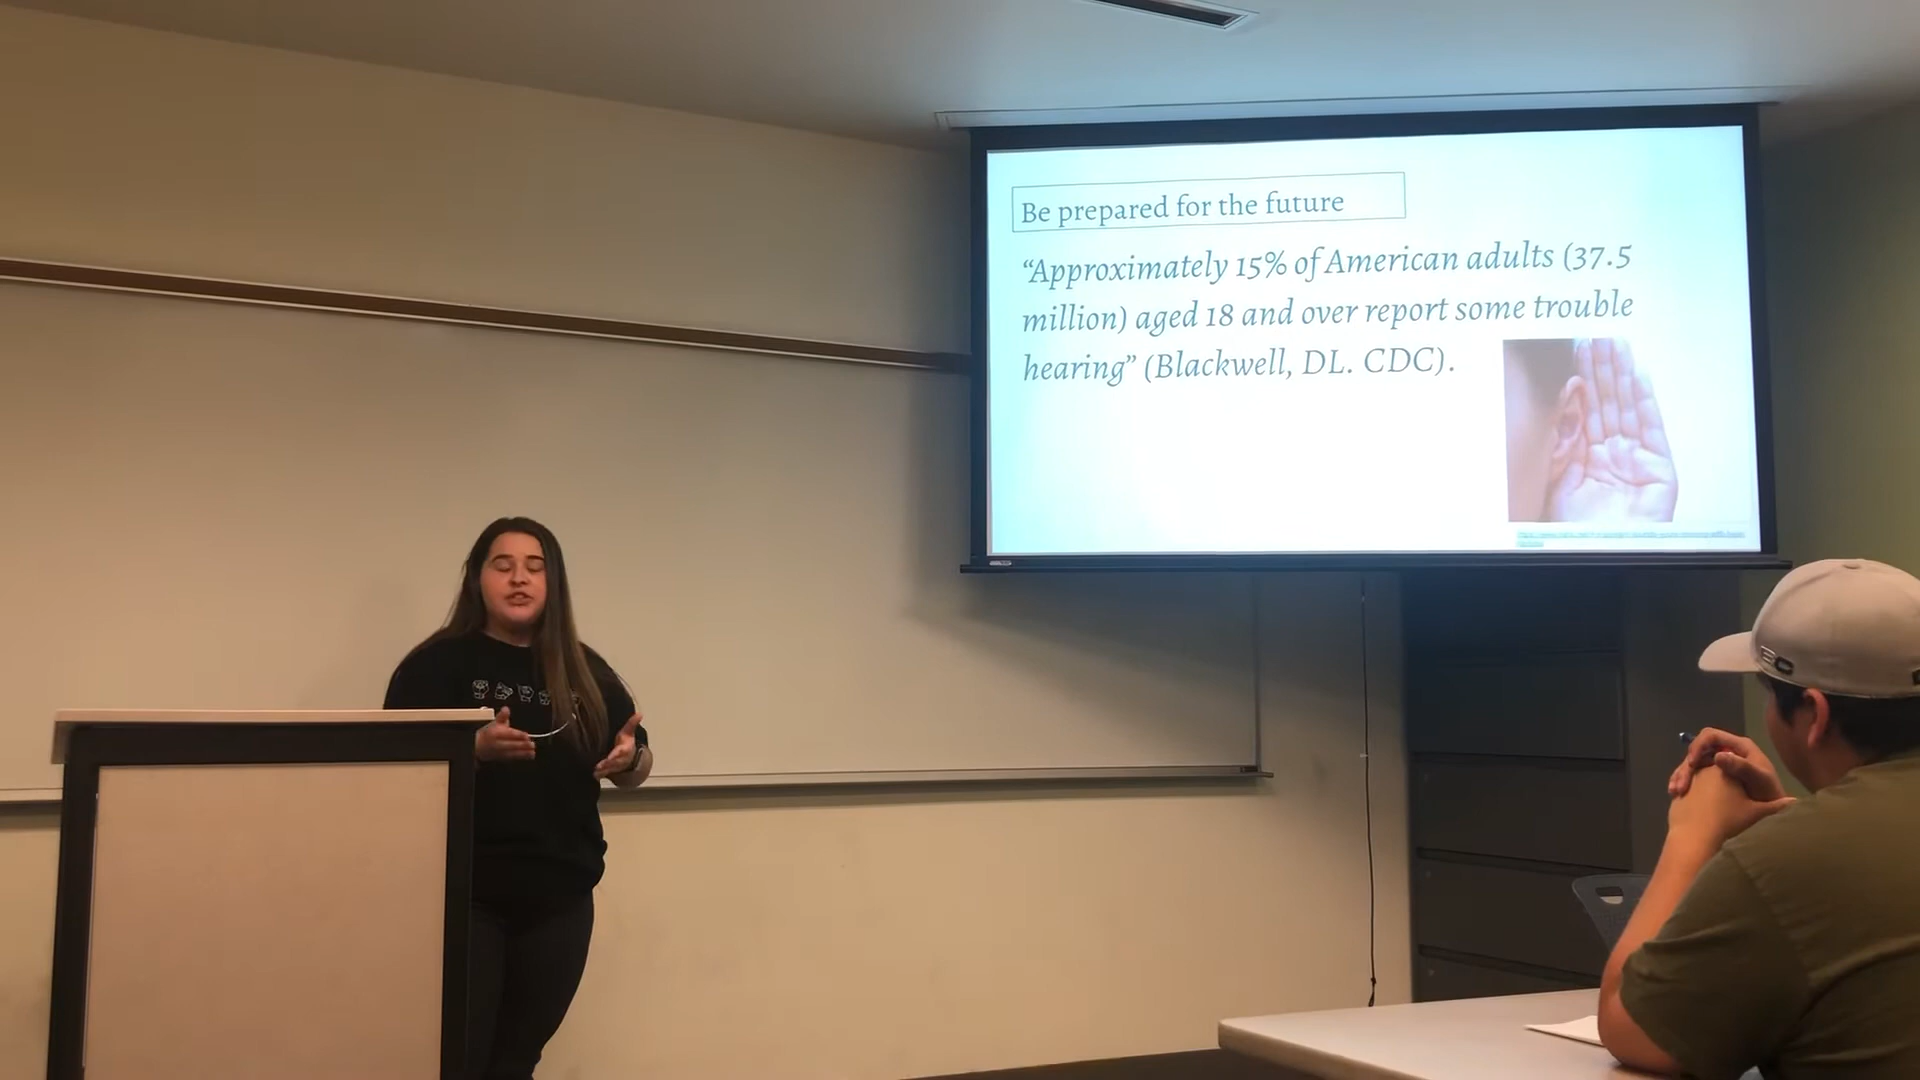 Be prepared for the future
“Approximately 15% of American adults (37.5
million) aged 18 and over report some trouble
hearing” (Blackwell, DL. CDC).